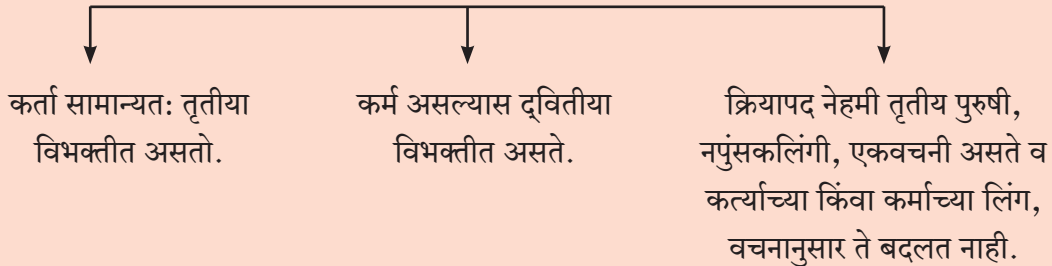 कर्ता सामान्यत: तृतीया
विभक्तीत असतो.
कर्म असल्यास द्‌वितीया
विभक्तीत असते.
क्रियापद नेहमी तृतीय पुरुषी,
नपुंसकलिंगी, एकवचनी असते व
कर्त्याच्या किंवा कर्माच्या लिंग,
वचनानुसार ते बदलत नाही.